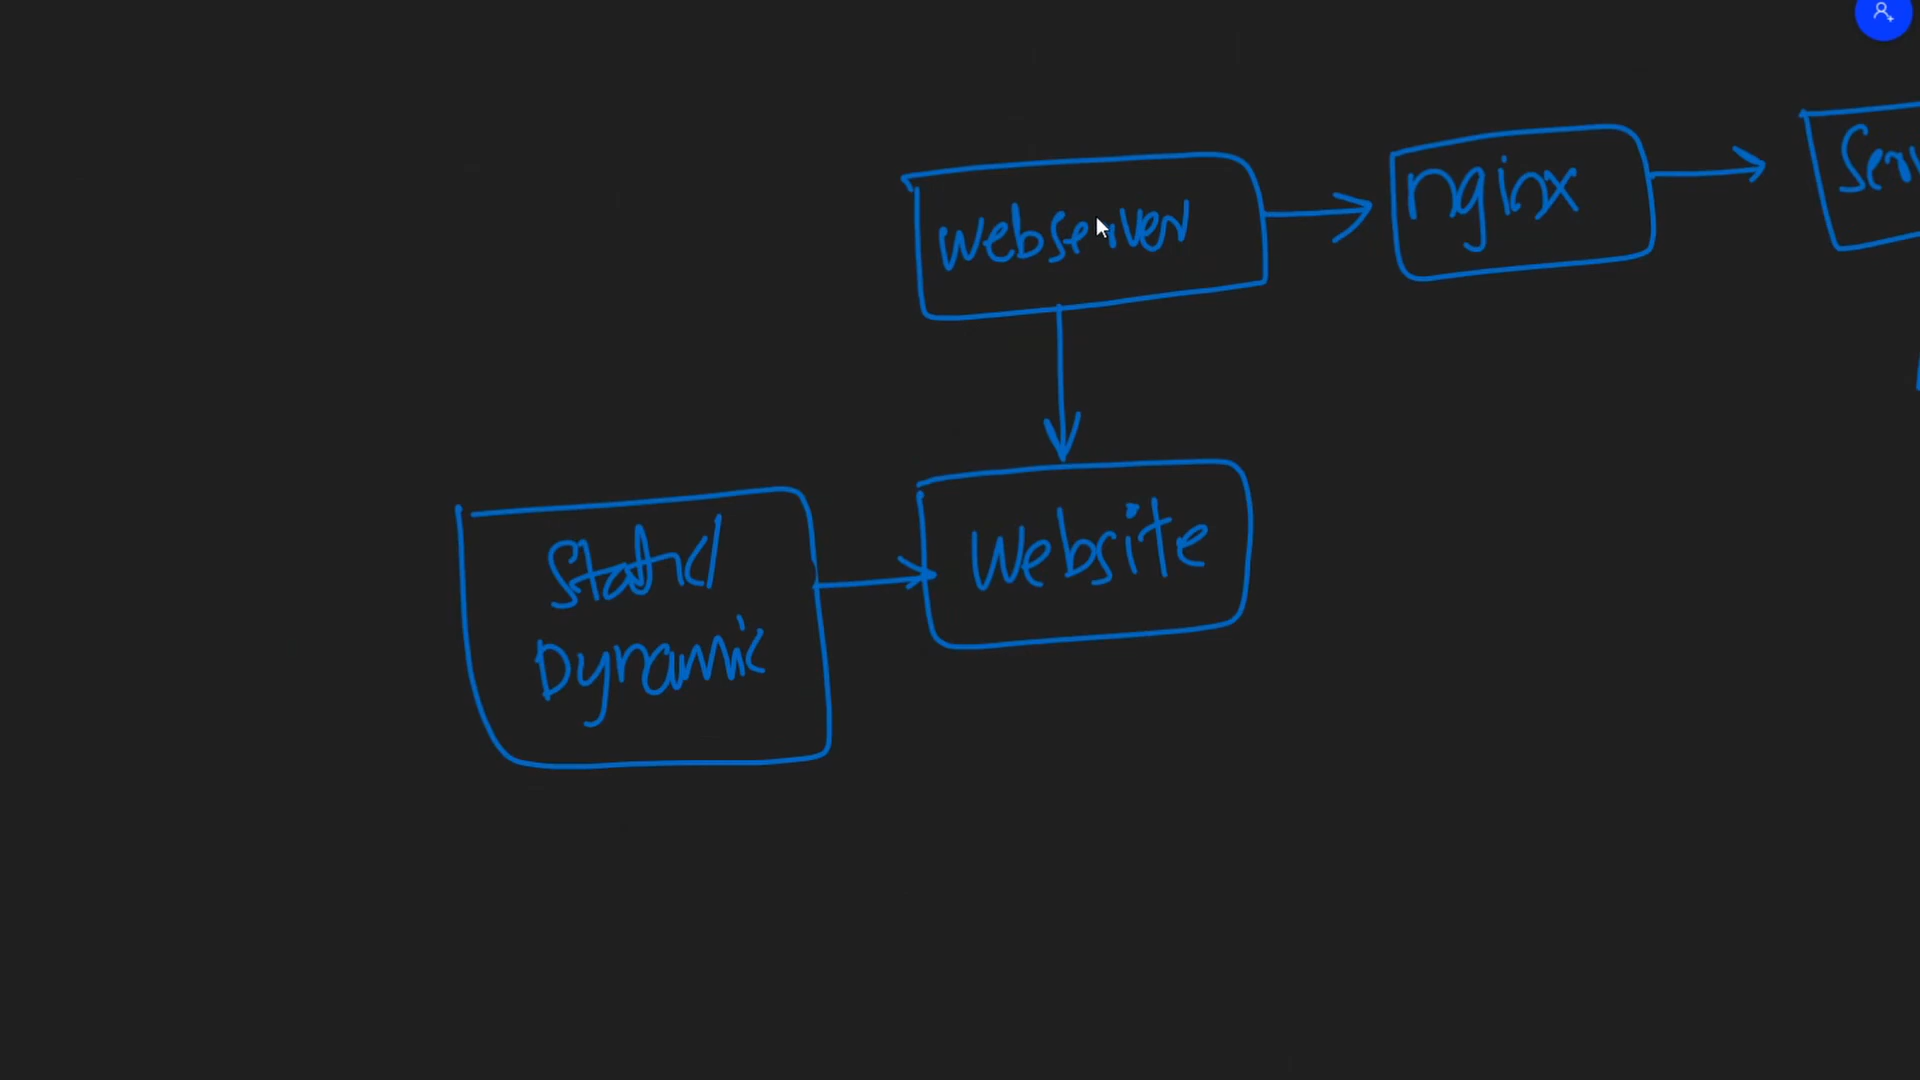 Webserver
nginx
Static/
Dynamic
Website